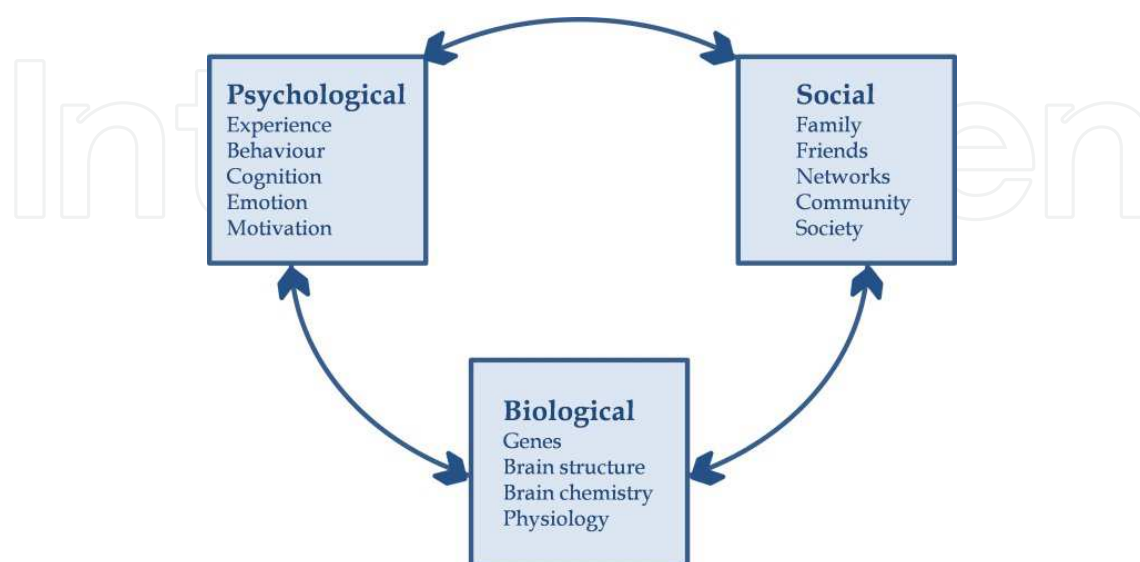 Psychological
Experience
Behaviour
Cognition
Emotion
Motivation
Social
Family
Friends
Networks
Community
Society
Biological
Genes
Brain structure
Brain chemistry
Physiology